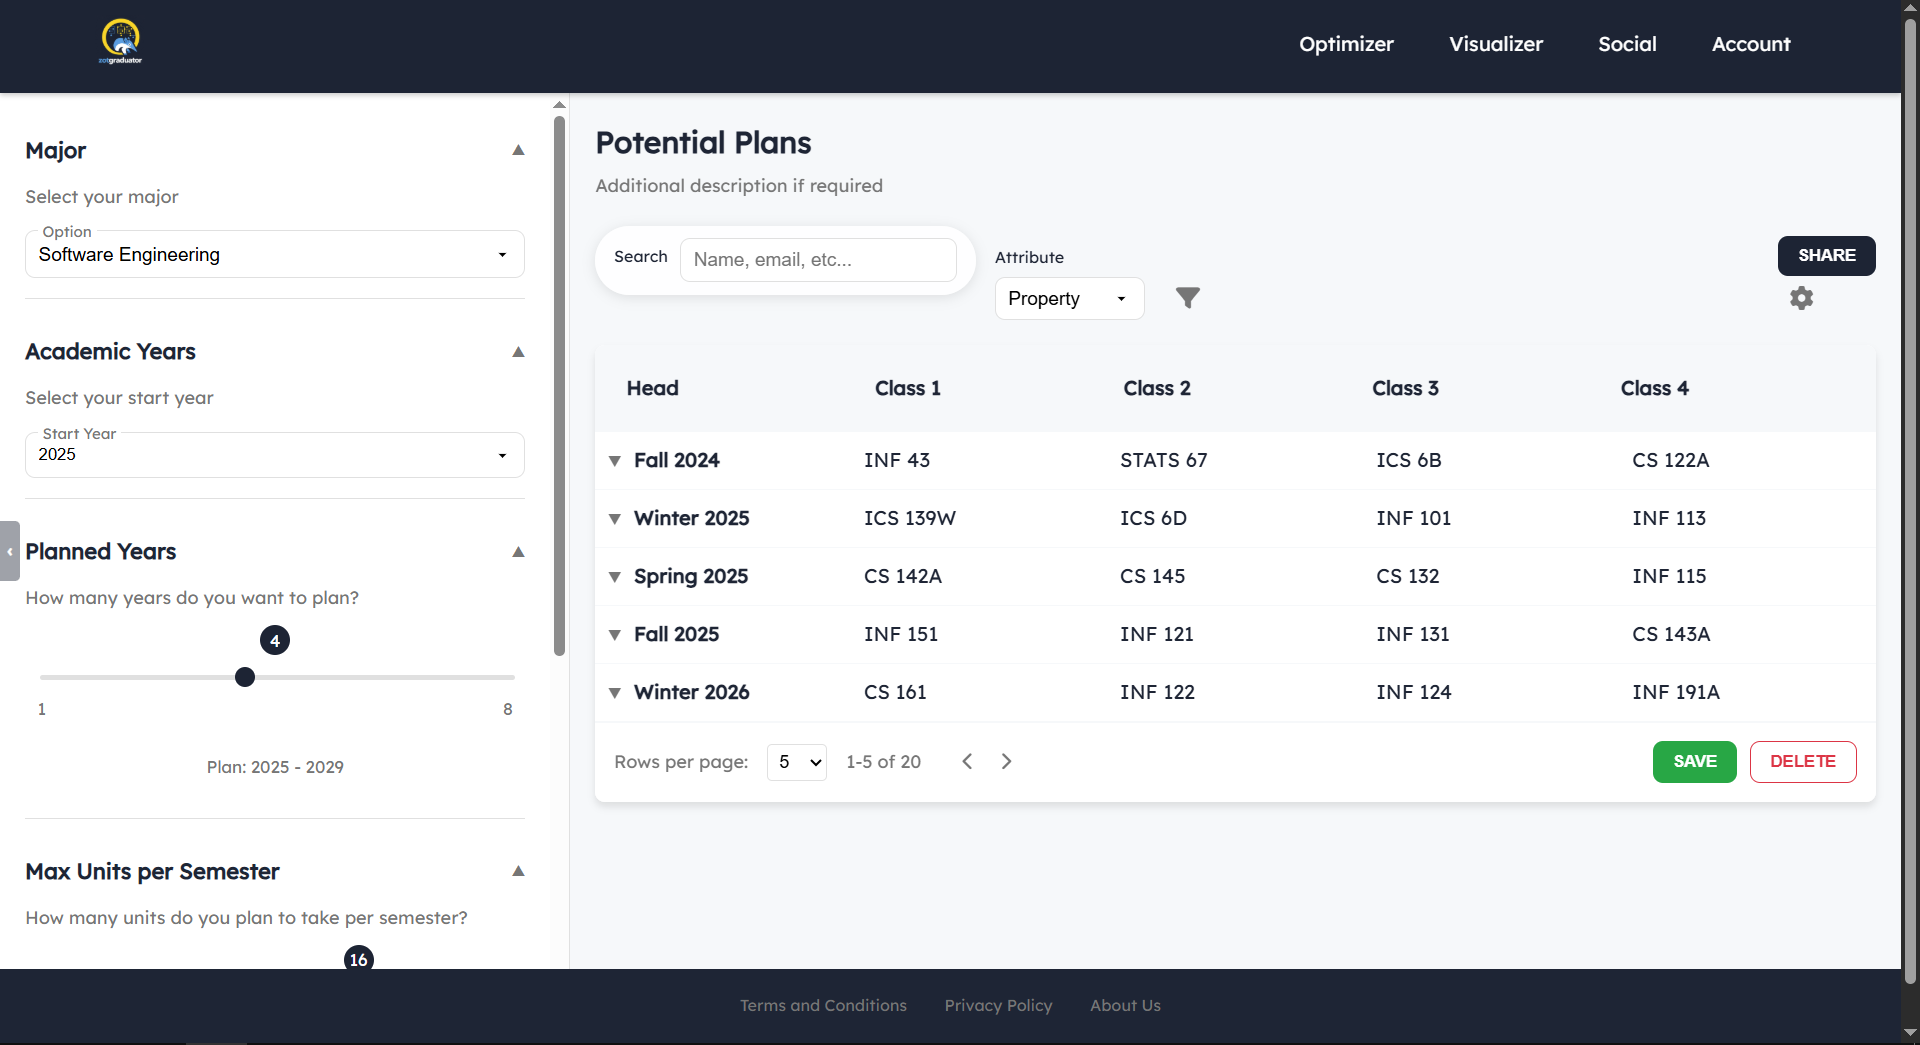 zotgraduator
Optimizer Visualizer Social Account
Major
Select your major
Option
Software Engineering
Academic Years
Select your start year
Start Year
2025
Planned Years
How many years do you want to plan?
4
1 8
Plan: 2025 - 2029
Max Units per Semester
How many units do you plan to take per semester?
16
Potential Plans
Additional description if required
Search Name, email, etc...
Attribute
Property
SHARE
Head Class 1 Class 2 Class 3 Class 4
Fall 2024 INF 43 STATS 67 ICS 6B CS 122A
Winter 2025 ICS 139W ICS 6D INF 101 INF 113
Spring 2025 CS 142A CS 145 CS 132 INF 115
Fall 2025 INF 151 INF 121 INF 131 CS 143A
Winter 2026 CS 161 INF 122 INF 124 INF 191A
Rows per page: 5 1-5 of 20 SAVE DELETE
Terms and Conditions Privacy Policy About Us